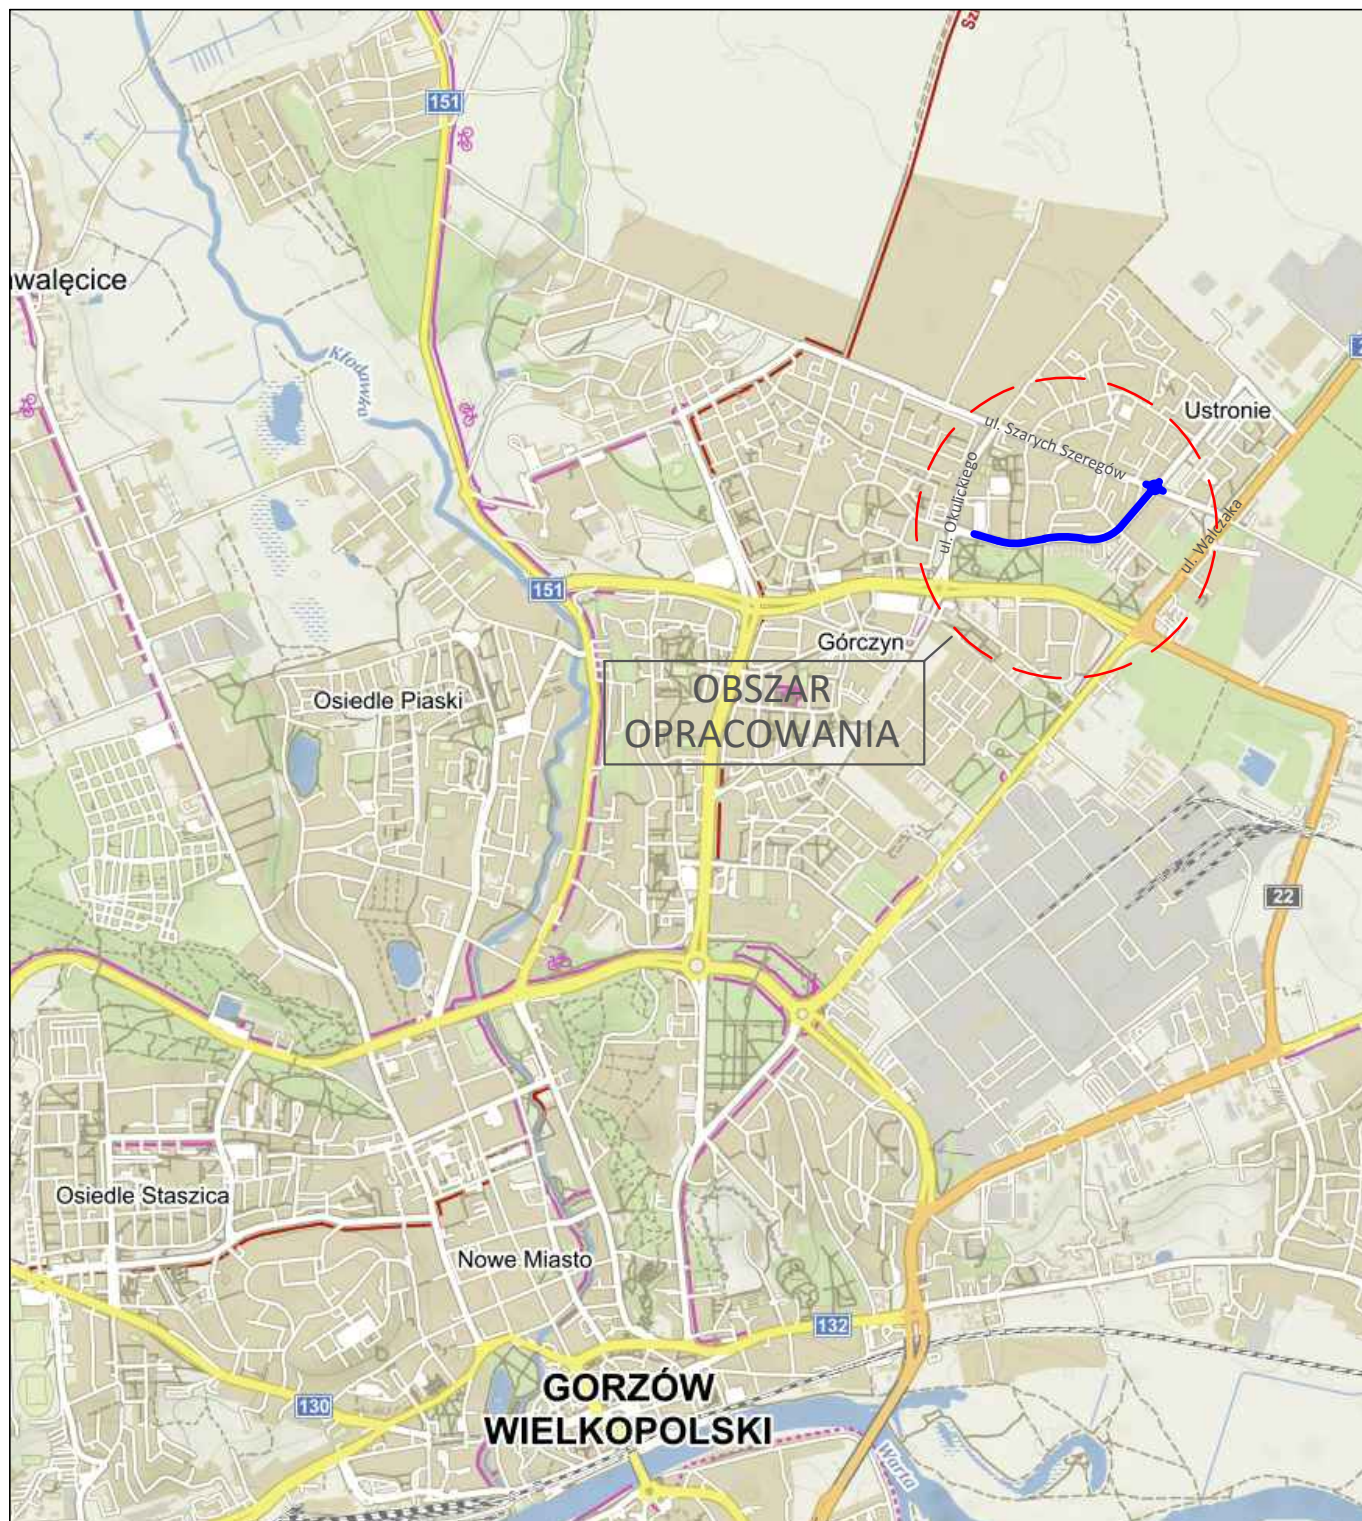 151
wałęcice
Kłodawka
Ustronie
ul. Szarych Szeregów
ul. Okulickiego
ul. Walczaka
151
Górczyn
Osiedle Piaski
OBSZAR
OPRACOWANIA
22
Osiedle Staszica
Nowe Miasto
132
130
GORZÓW
WIELKOPOLSKI
Warta